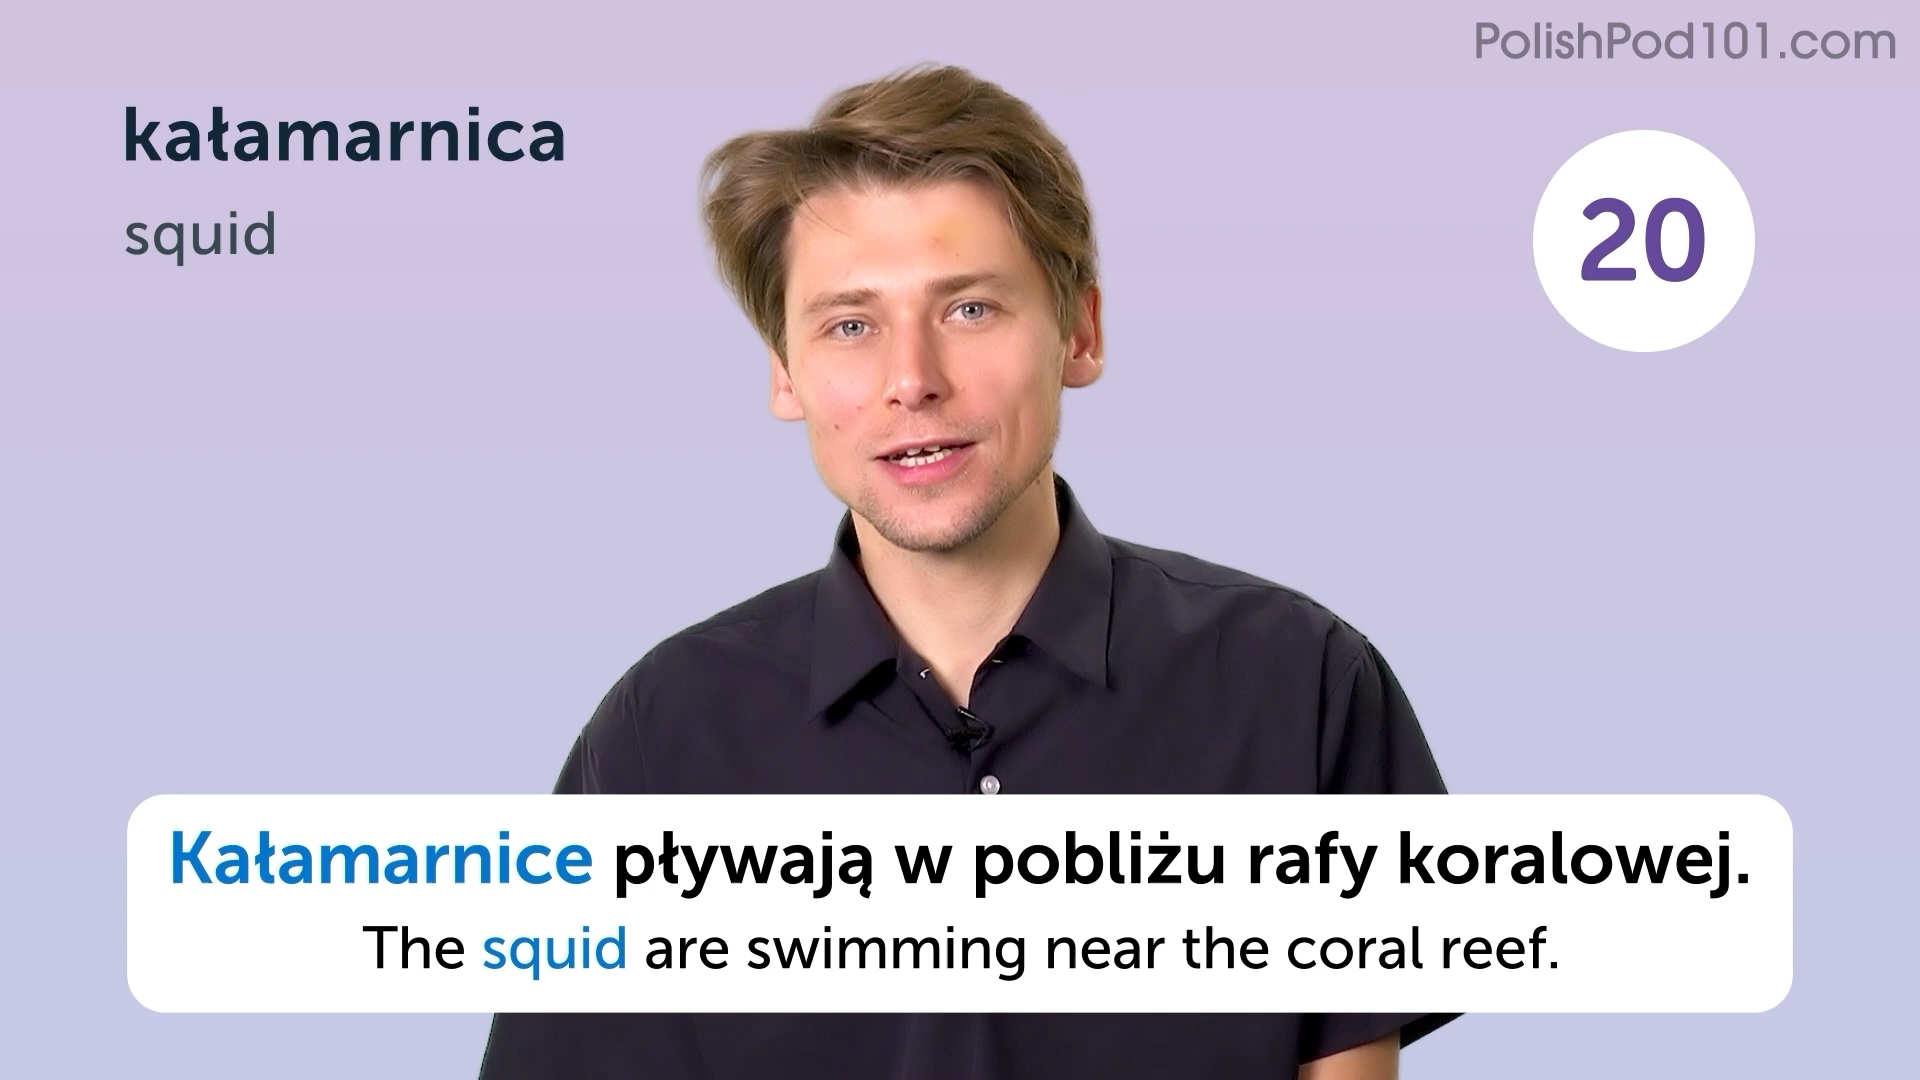 PolishPod101.com
kałamarnica
squid
20
Kałamarnice pływają w pobliżu rafy koralowej.
The squid are swimming near the coral reef.